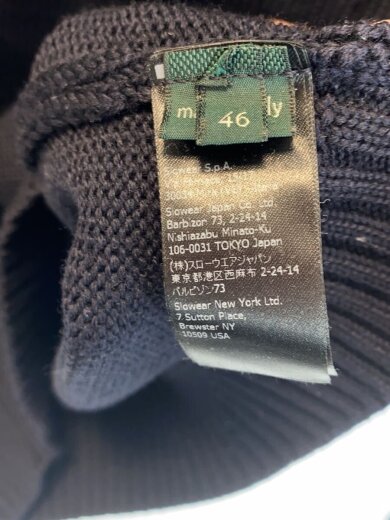 46
Slowear S.p.A.
Slowear Japan Co. Ltd.
Barbizon 73, 2-24-14
N.shiazabu Minato-Ku
106-0031 TOKYO Japan
(株)スローウエアジャパン
東京都港区西麻布 2-24-14
バルビゾン73
Slowear New York Ltd.
7 Sutton Place,
Brewster NY
10509 USA